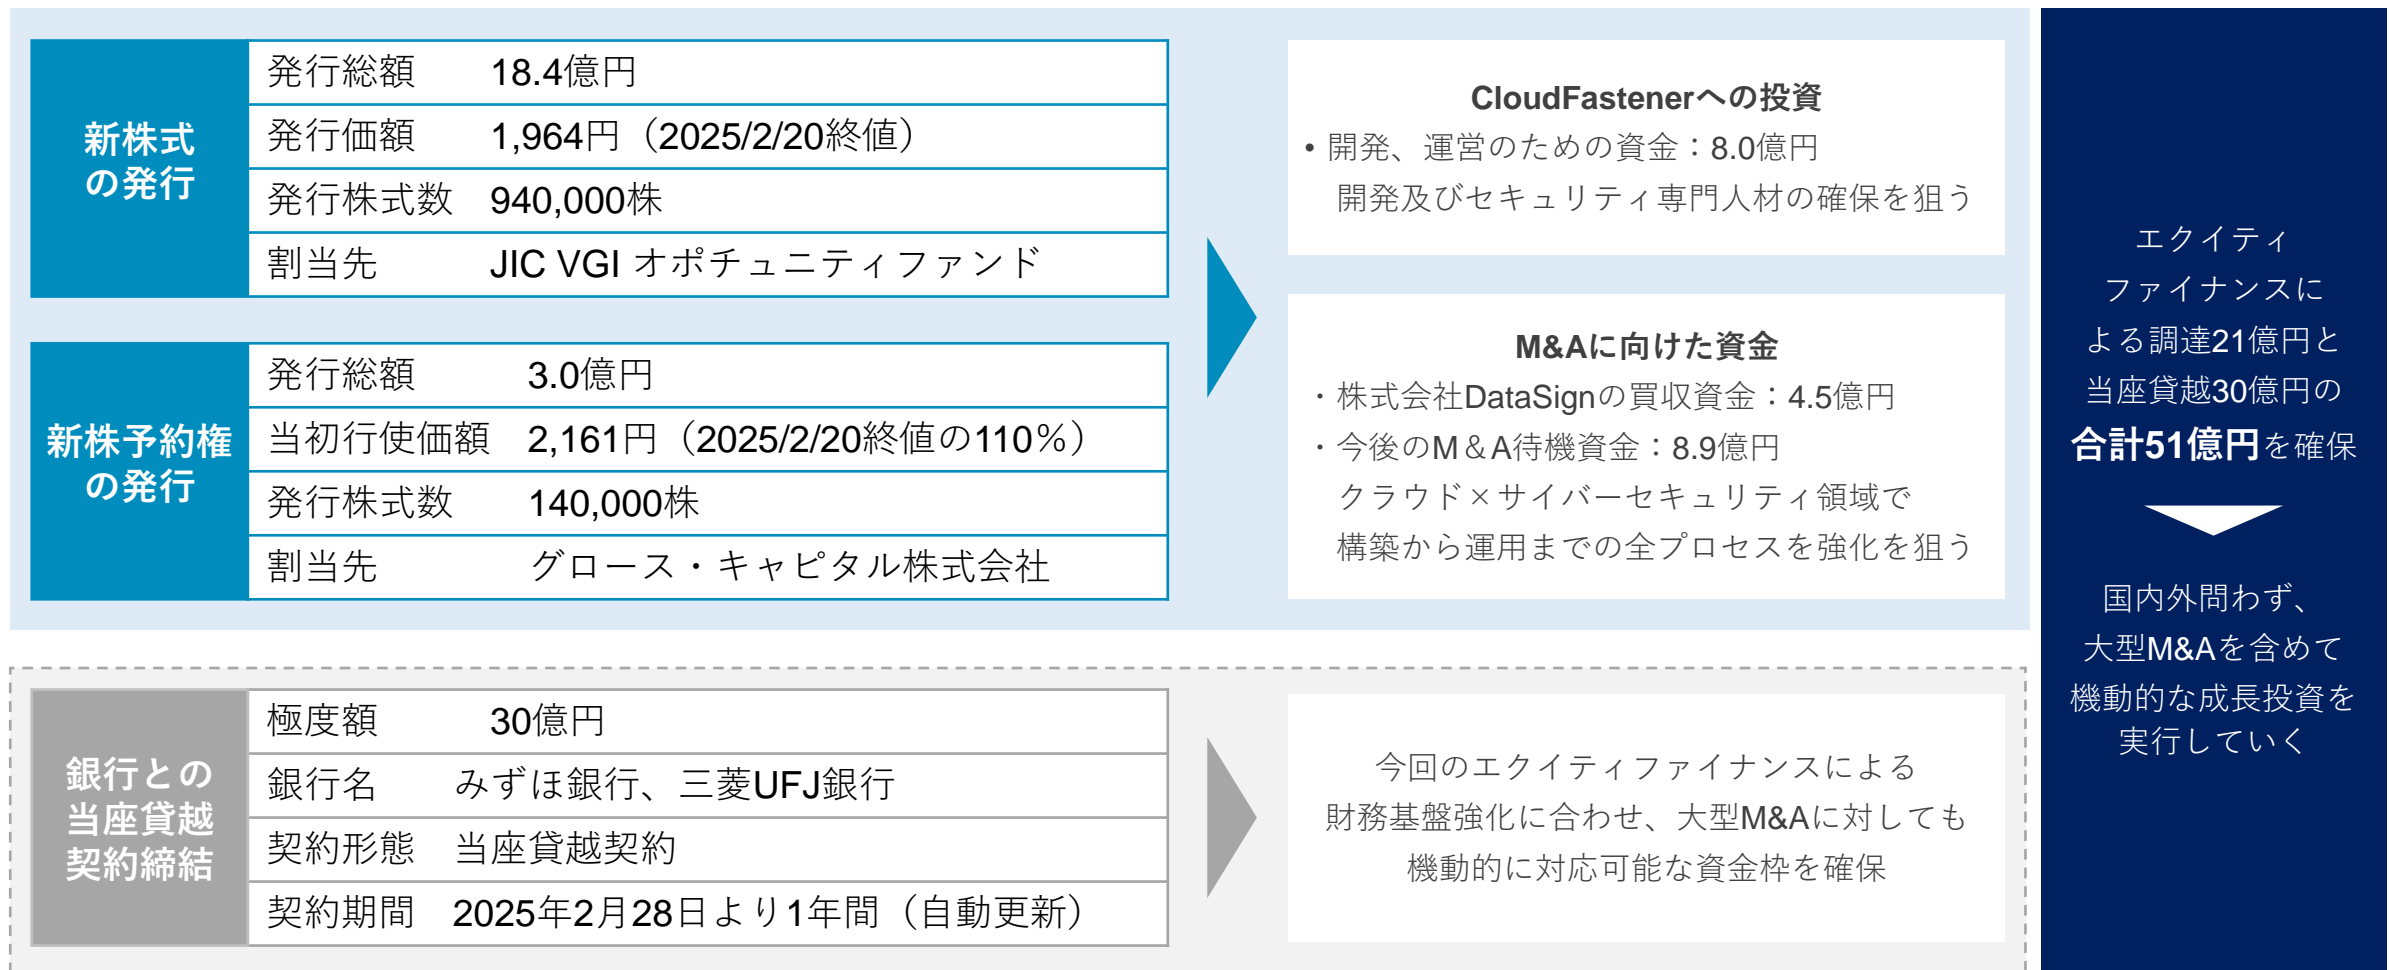 新株式
の発行
発行総額 18.4億円
発行価額 1,964円（2025/2/20終値）
発行株式数 940,000株
割当先 JIC VGI オポチュニティファンド
新株予約権
の発行
発行総額 3.0億円
当初行使価額 2,161円（2025/2/20終値の110％）
発行株式数 140,000株
割当先 グロース・キャピタル株式会社
CloudFastenerへの投資
• 開発、運営のための資金：8.0億円
開発及びセキュリティ専門人材の確保を狙う
M&Aに向けた資金
・株式会社DataSignの買収資金：4.5億円
・今後のM＆A待機資金：8.9億円
クラウド×サイバーセキュリティ領域で
構築から運用までの全プロセスを強化を狙う
銀行との
当座貸越
契約締結
極度額 30億円
銀行名 みずほ銀行、三菱UFJ銀行
契約形態 当座貸越契約
契約期間 2025年2月28日より1年間（自動更新）
今回のエクイティファイナンスによる
財務基盤強化に合わせ、大型M&Aに対しても
機動的に対応可能な資金枠を確保
エクイティ
ファイナンスに
よる調達21億円と
当座貸越30億円の
合計51億円を確保
国内外問わず、
大型M&Aを含めて
機動的な成長投資を
実行していく